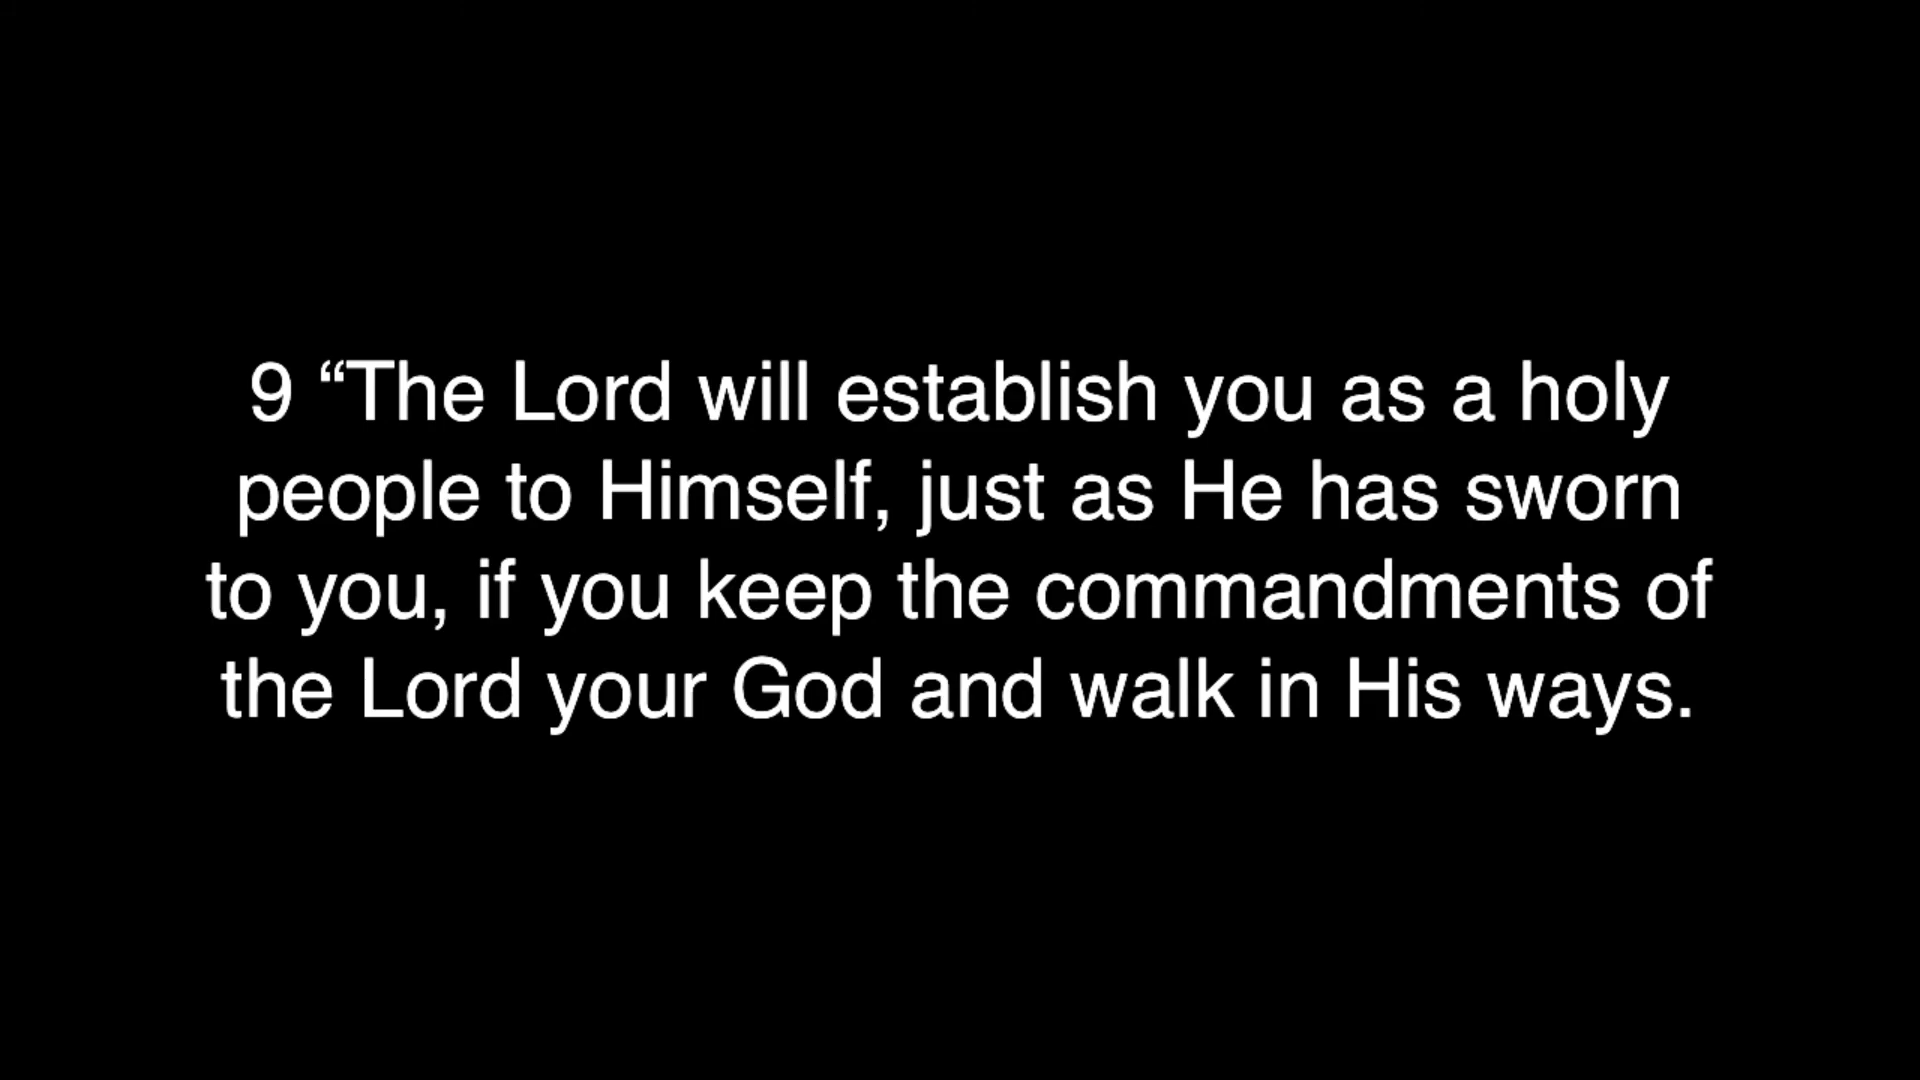 9 “The Lord will establish you as a holy
people to Himself, just as He has sworn
to you, if you keep the commandments of
the Lord your God and walk in His ways.